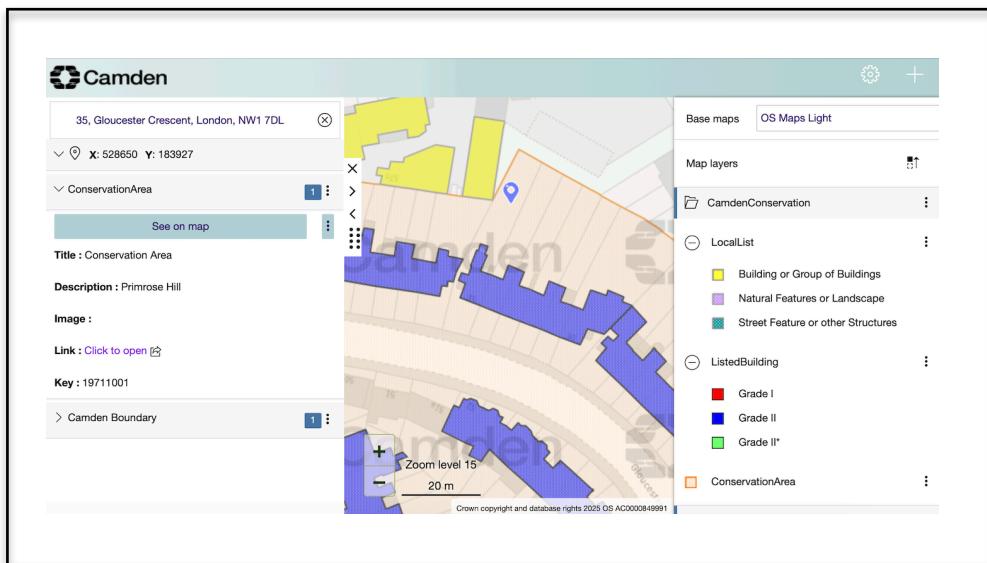 Camden
35, Gloucester Crescent, London, NW1 7DL
X: 528650 Y: 183927
ConservationArea
1
See on map
Title : Conservation Area
Description : Primrose Hill
Image :
Link : Click to open
Key : 19711001
Camden Boundary
1
Camden
Camden
Zoom level 15
20 m
Crown copyright and database rights 2025 OS AC0000849991
Base maps
OS Maps Light
Map layers
CamdenConservation
LocalList
Building or Group of Buildings
Natural Features or Landscape
Street Feature or other Structures
ListedBuilding
Grade I
Grade II
Grade II*
ConservationArea